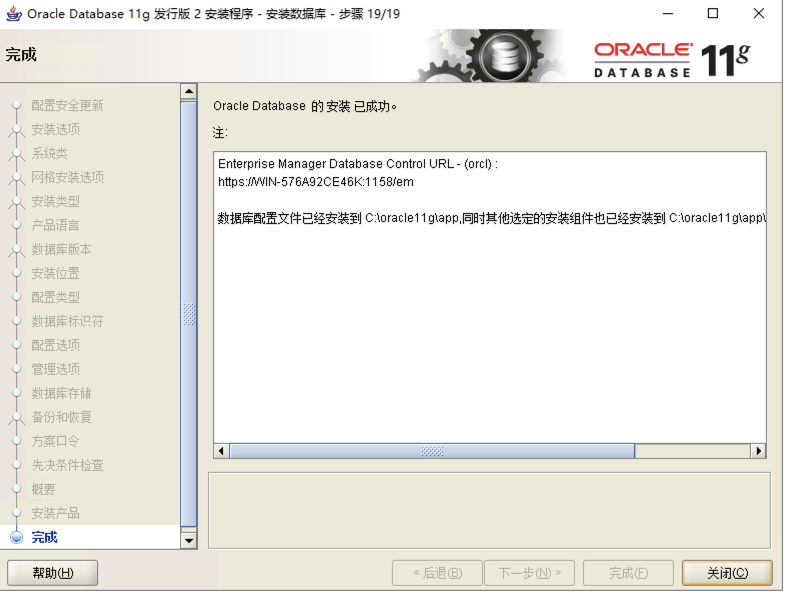 Oracle Database 11g 发行版 2 安装程序 - 安装数据库 - 步骤 19/19
完成
ORACLE
DATABASE
11g
配置安全更新
安装选项
系统类
网格安装选项
安装类型
产品语言
数据库版本
安装位置
配置类型
数据库标识符
配置选项
管理选项
数据库存储
备份和恢复
方案口令
先决条件检查
概要
安装产品
完成
Oracle Database 的 安装 已成功。
注:
Enterprise Manager Database Control URL - (orcl) :
https://WIN-576A92CE46K:1158/em
数据库配置文件已经安装到 C:\oracle11g\app,同时其他选定的安装组件也已经安装到 C:\oracle11g\app\
帮助(H)
< 后退(B)
下一步(N) >
完成(F)
关闭(C)